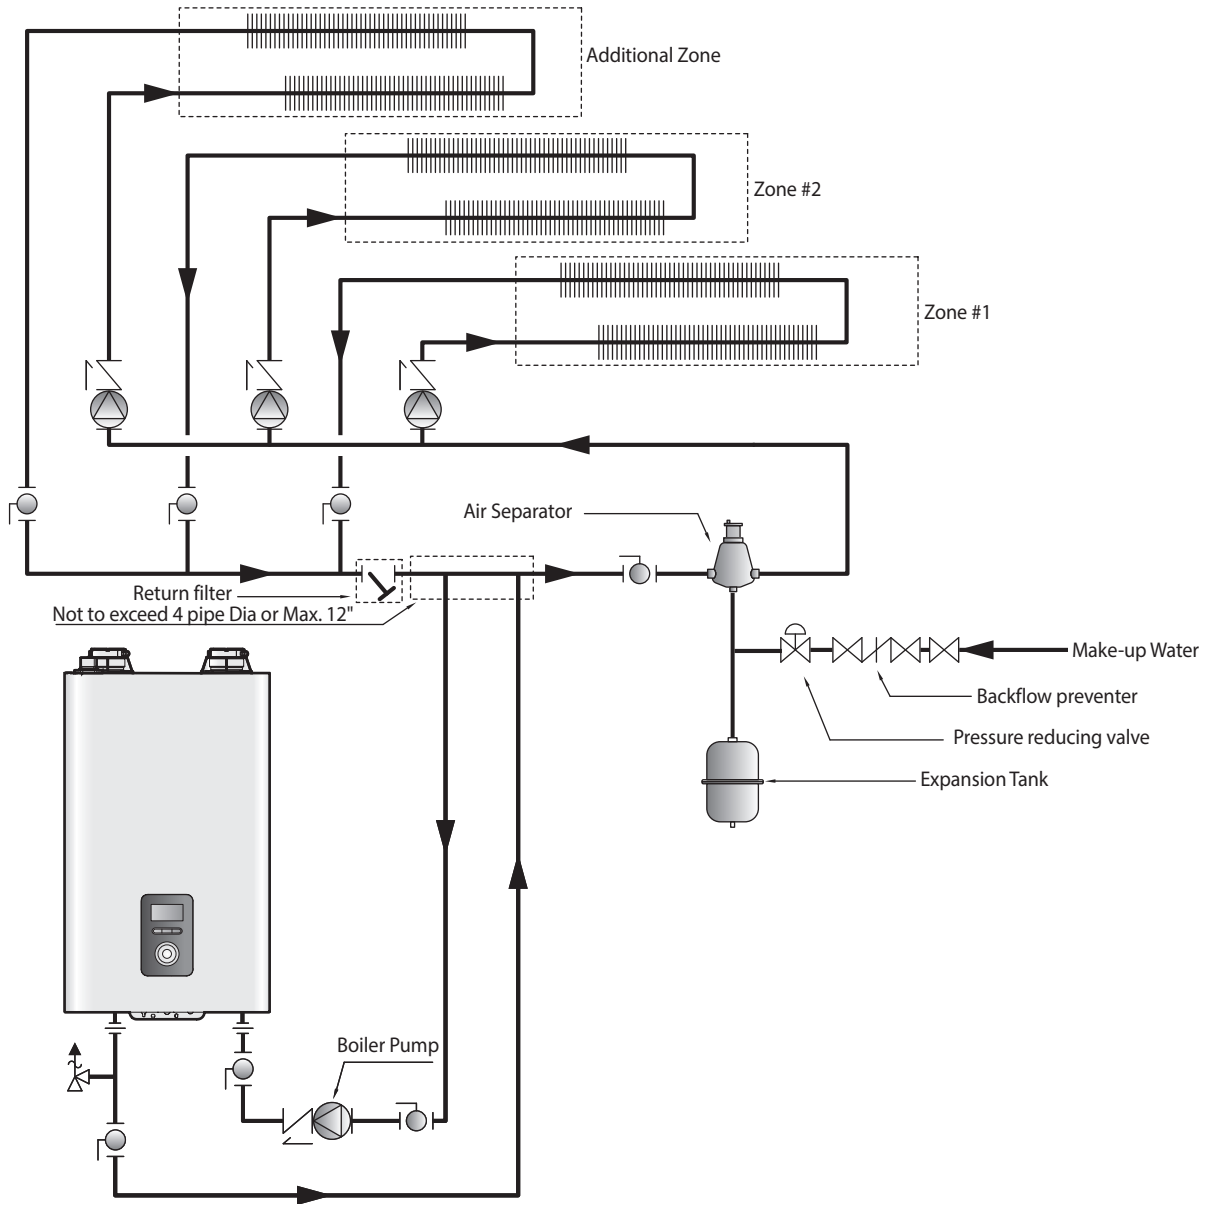 Additional Zone
Zone #2
Zone #1
Air Separator
Return filter
Not to exceed 4 pipe Dia or Max. 12"
Make-up Water
Backflow preventer
Pressure reducing valve
Expansion Tank
Boiler Pump